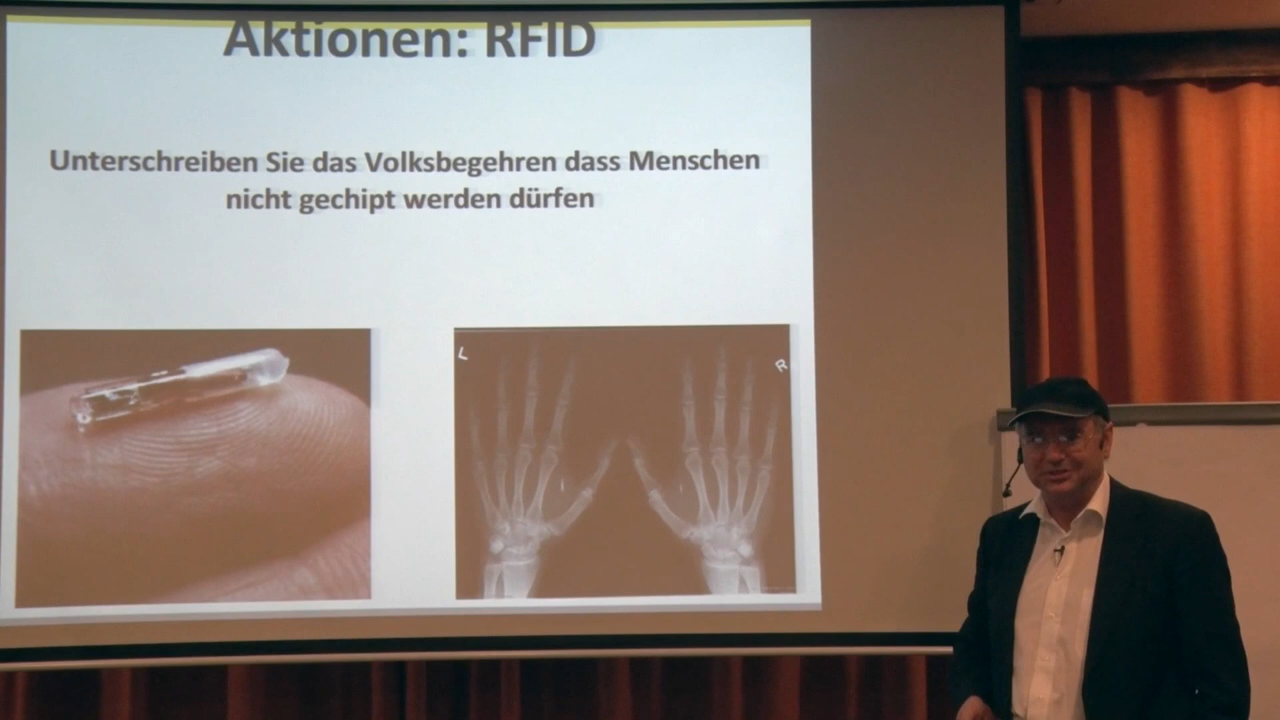 Aktionen: RFID
Unterschreiben Sie das Volksbegehren dass Menschen
nicht gechipt werden dürfen
L
R